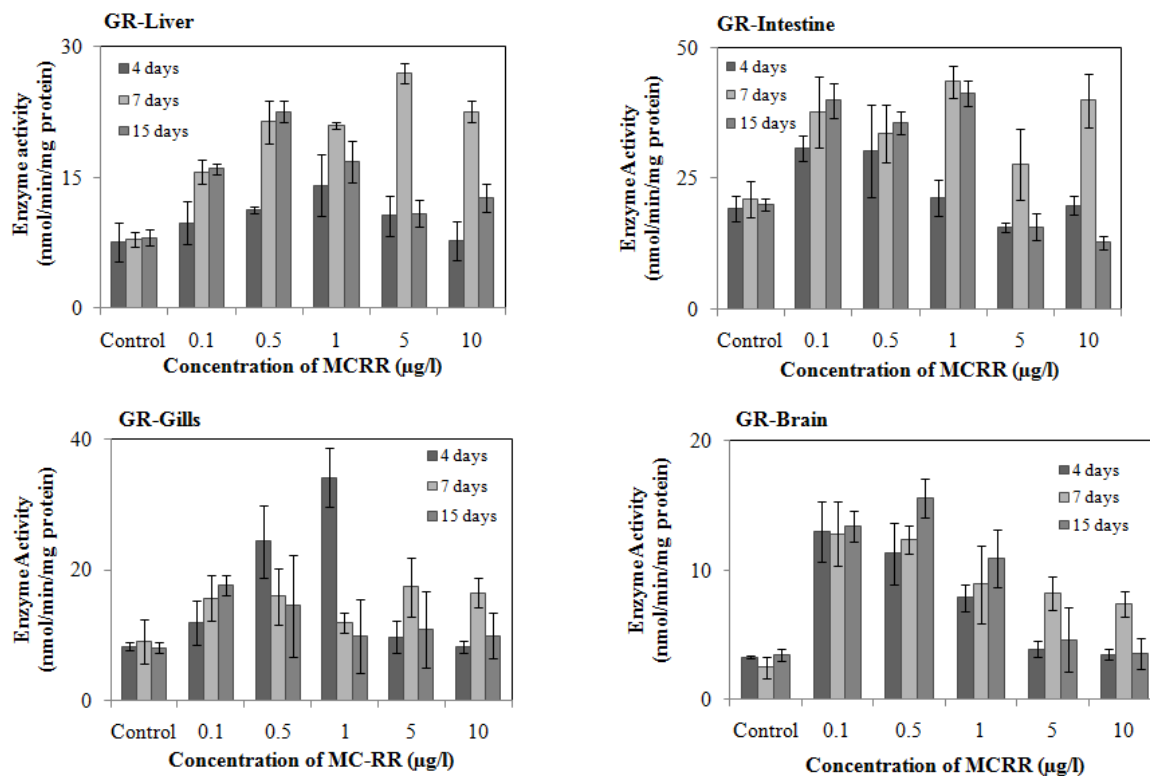 GR-Liver
30
15
0
Enzyme activity
(nmol/min/mg protein)
4 days
7 days
15 days
Control 0.1 0.5 1 5 10
Concentration of MCRR (µg/l)
GR-Intestine
50
25
0
Enzyme Activity
(nmol/min/mg protein)
4 days
7 days
15 days
Control 0.1 0.5 1 5 10
Concentration of MCRR (µg/l)
GR-Gills
40
20
0
Enzyme Activity
(nmol/min/mg protein)
4 days
7 days
15 days
Control 0.1 0.5 1 5 10
Concentration of MC-RR (µg/l)
GR-Brain
20
10
0
Enzyme Activity
(nmol/min/mg protein)
4 days
7 days
15 days
Control 0.1 0.5 1 5 10
Concentration of MCRR (µg/l)